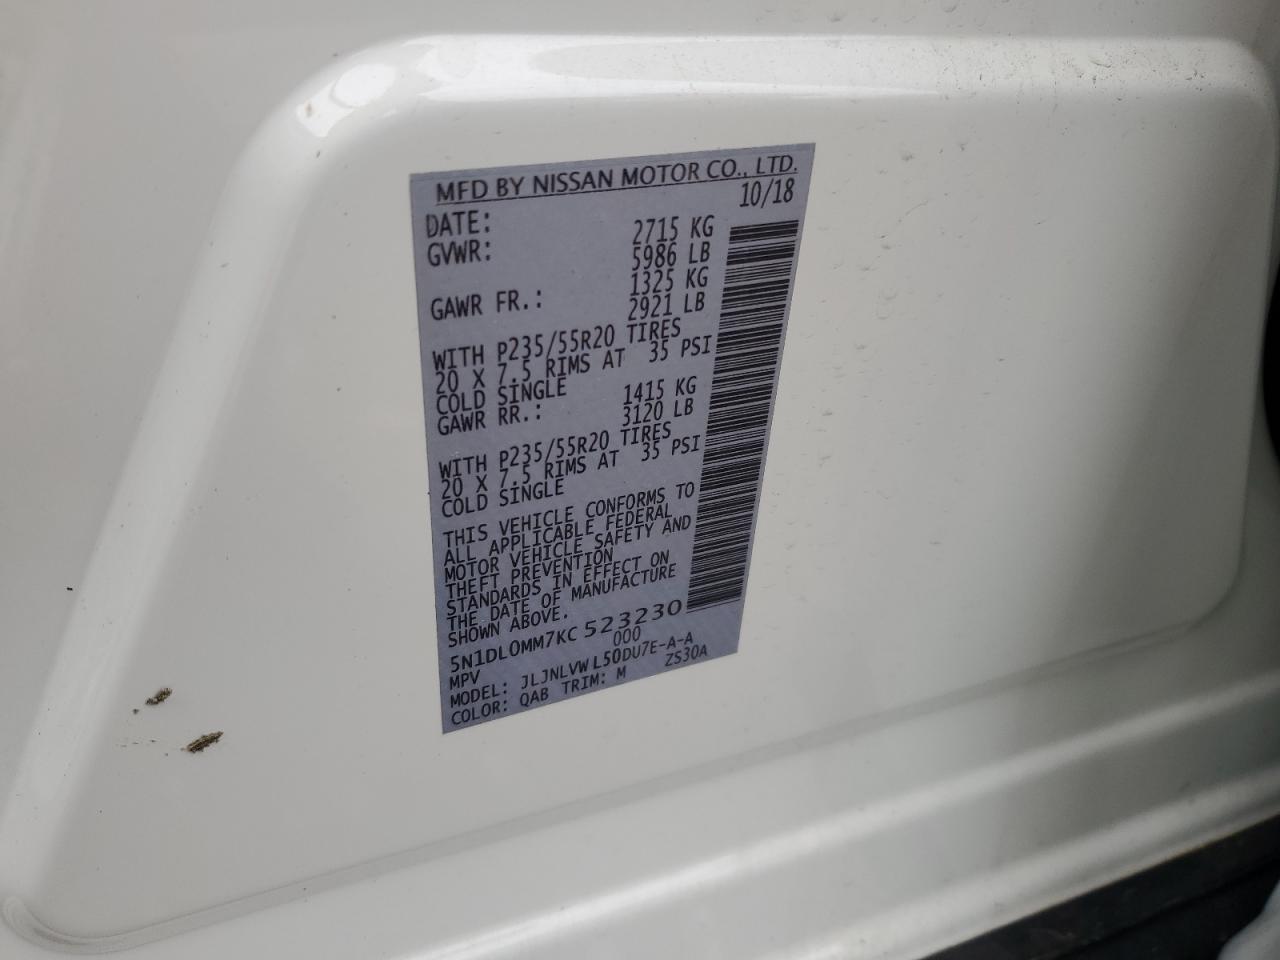 MFD BY NISSAN MOTOR CO., LTD.
DATE: 10/18
GVWR: 2715 KG
5986 LB
GAWR FR.: 1325 KG
2921 LB
WITH P235/55R20 TIRES
20 X 7.5 RIMS AT 35 PSI
COLD SINGLE
GAWR RR.: 1415 KG
3120 LB
WITH P235/55R20 TIRES
20 X 7.5 RIMS AT 35 PSI
COLD SINGLE
THIS VEHICLE CONFORMS TO
ALL APPLICABLE FEDERAL
MOTOR VEHICLE SAFETY AND
THEFT PREVENTION
STANDARDS IN EFFECT ON
THE DATE OF MANUFACTURE
SHOWN ABOVE.
5N1DL0MM7KC523230
MPV 000
MODEL: JLJNLVWL50DU7E-A-A
COLOR: QAB TRIM: M ZS30A